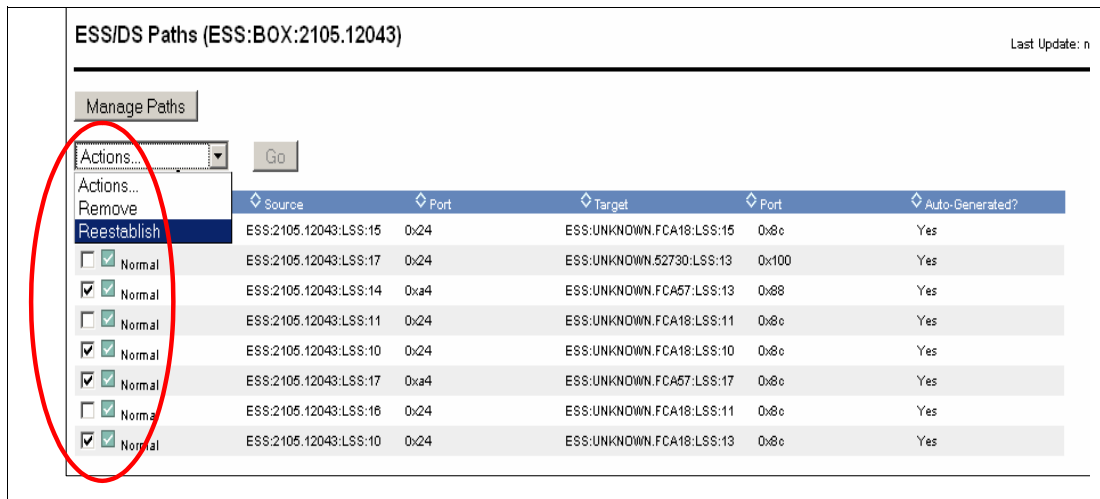 ESS/DS Paths (ESS:BOX:2105.12043)
Last Update: n
Manage Paths
Actions... Go
Actions...
Remove
Reestablish
Source Port Target Port Auto-Generated?
ESS:2105.12043:LSS:15 0x24 ESS:UNKNOWN.FCA18:LSS:15 0x8c Yes
Normal ESS:2105.12043:LSS:17 0x24 ESS:UNKNOWN.52730:LSS:13 0x100 Yes
Normal ESS:2105.12043:LSS:14 0xa4 ESS:UNKNOWN.FCA57:LSS:13 0x88 Yes
Normal ESS:2105.12043:LSS:11 0x24 ESS:UNKNOWN.FCA18:LSS:11 0x8c Yes
Normal ESS:2105.12043:LSS:10 0x24 ESS:UNKNOWN.FCA18:LSS:10 0x8c Yes
Normal ESS:2105.12043:LSS:17 0xa4 ESS:UNKNOWN.FCA57:LSS:17 0x8c Yes
Normal ESS:2105.12043:LSS:16 0x24 ESS:UNKNOWN.FCA18:LSS:11 0x8c Yes
Normal ESS:2105.12043:LSS:10 0x24 ESS:UNKNOWN.FCA18:LSS:13 0x8c Yes